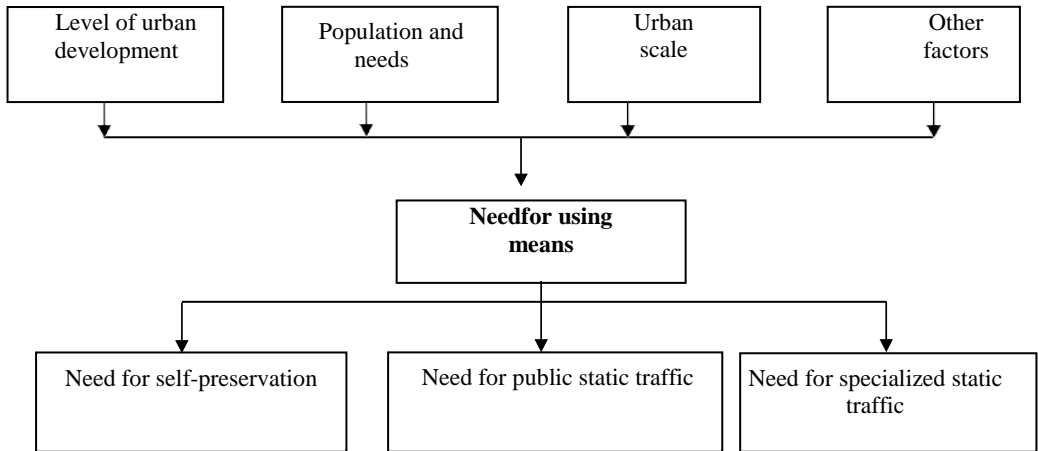 Level of urban
development
Population and
needs
Urban
scale
Other
factors
Needfor using
means
Need for self-preservation
Need for public static traffic
Need for specialized static
traffic